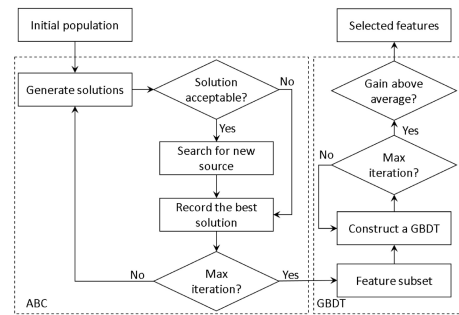 Initial population
Selected features
Generate solutions
Solution
acceptable?
No
Yes
Search for new
source
Record the best
solution
Max
iteration?
No
Yes
ABC
Gain above
average?
Yes
No
Max
iteration?
Construct a GBDT
Feature subset
GBDT